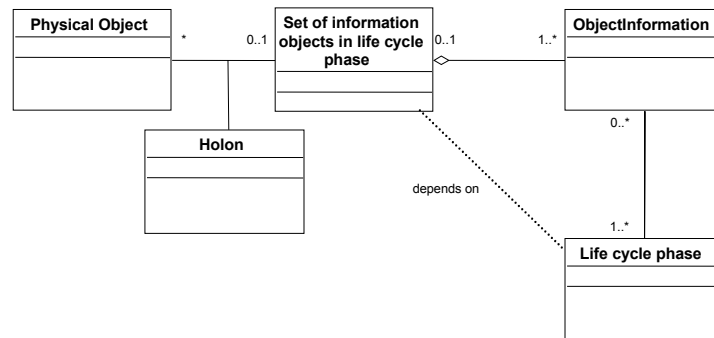 Physical Object
*
0..1
Set of information
objects in life cycle
phase
0..1
1..*
ObjectInformation
0..*
Holon
depends on
1..*
Life cycle phase